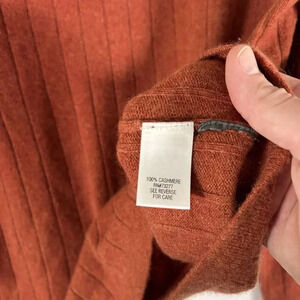 100% CASHMERE
RN#73277
SEE REVERSE
FOR CARE